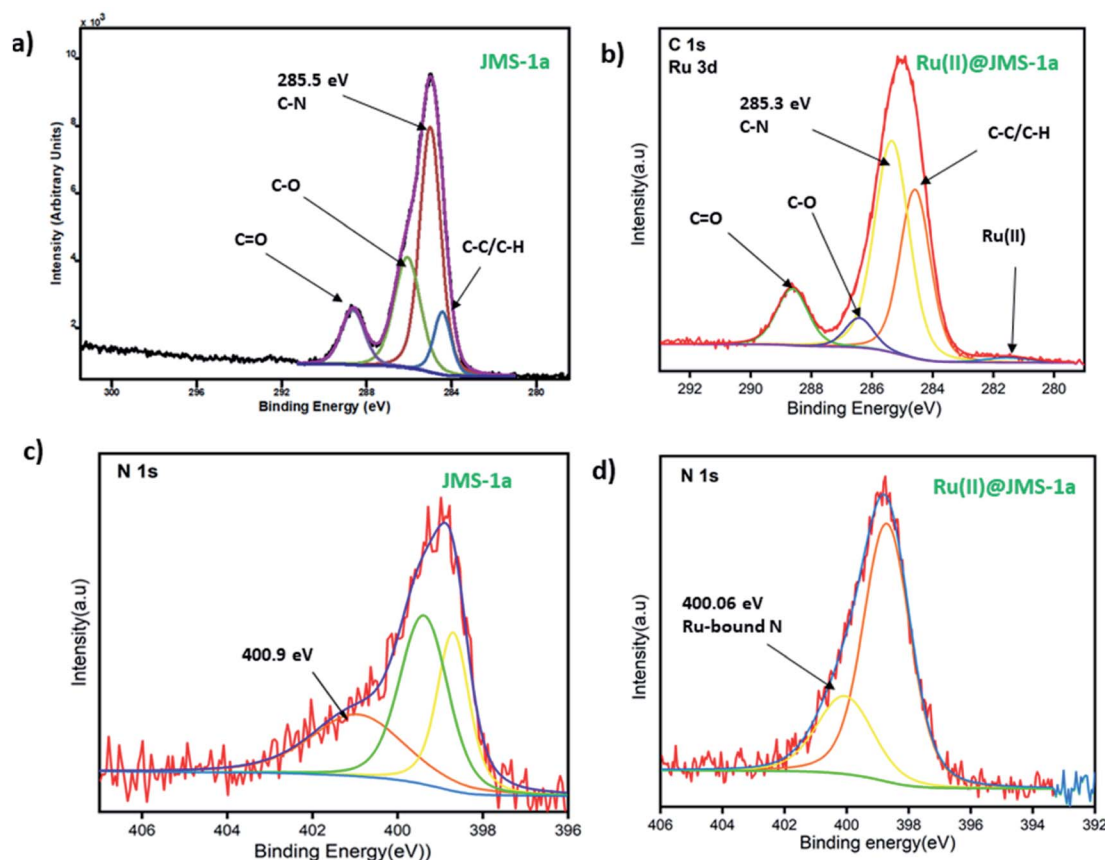 a)
x 10³
JMS-1a
285.5 eV
C-N
C-O
C=O
C-C/C-H
Intensity (Arbitrary Units)
10
8
6
4
2
300
296
292
288
284
280
Binding Energy (eV)
b)
C 1s
Ru 3d
Ru(II)@JMS-1a
285.3 eV
C-N
C-C/C-H
C-O
C=O
Ru(II)
Intensity(a.u)
292
290
288
286
284
282
280
Binding Energy(eV)
c)
N 1s
JMS-1a
400.9 eV
Intensity(a.u)
406
404
402
400
398
396
Binding Energy(eV))
d)
N 1s
Ru(II)@JMS-1a
400.06 eV
Ru-bound N
Intensity(a.u)
406
404
402
400
398
396
394
392
Binding energy(eV)